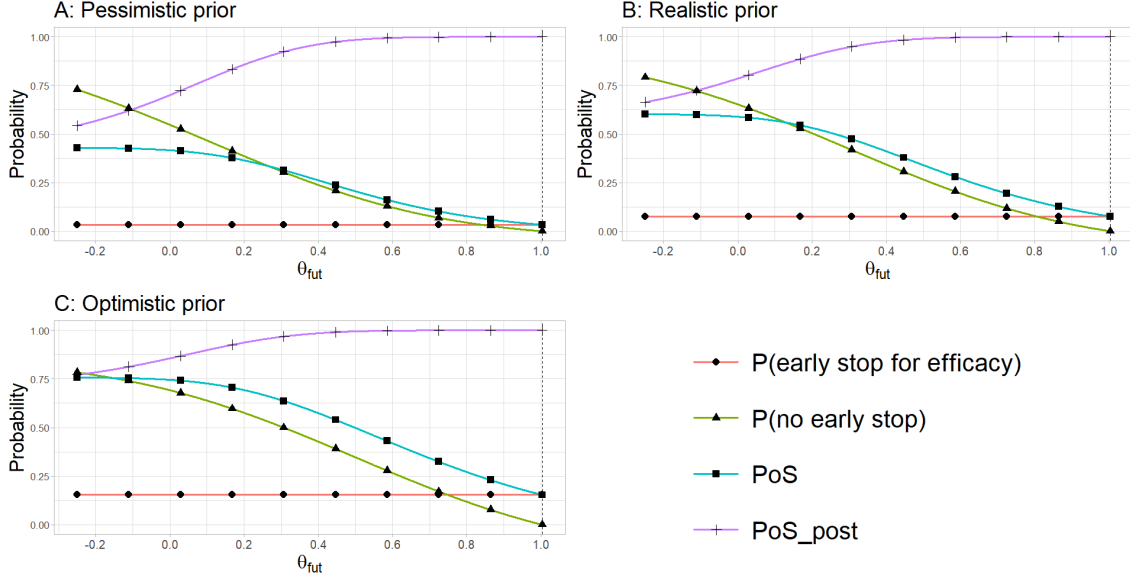 A: Pessimistic prior
1.00
0.75
0.50
0.25
0.00
Probability
-0.2 0.0 0.2 0.4 0.6 0.8 1.0
θfut
B: Realistic prior
1.00
0.75
0.50
0.25
0.00
Probability
-0.2 0.0 0.2 0.4 0.6 0.8 1.0
θfut
C: Optimistic prior
1.00
0.75
0.50
0.25
0.00
Probability
-0.2 0.0 0.2 0.4 0.6 0.8 1.0
θfut
P(early stop for efficacy)
P(no early stop)
PoS
PoS_post